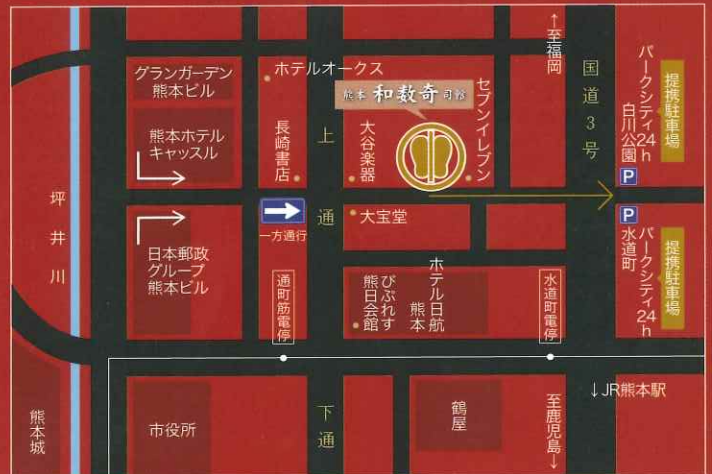 ↑至福岡
国道3号
パークシティ24h
白川公園
提携駐車場
グランガーデン
熊本ビル
ホテルオークス
熊本 和数奇 司館
セブンイレブン
熊本ホテル
キャッスル
長崎書店
上通
大谷楽器
P
坪井川
一方通行
大宝堂
P
パークシティ24h
水道町
提携駐車場
日本郵政
グループ
熊本ビル
通町筋電停
びぷれす
熊日会館
ホテル日航
熊本
水道町電停
↓JR熊本駅
熊本城
市役所
下通
鶴屋
至鹿児島↓